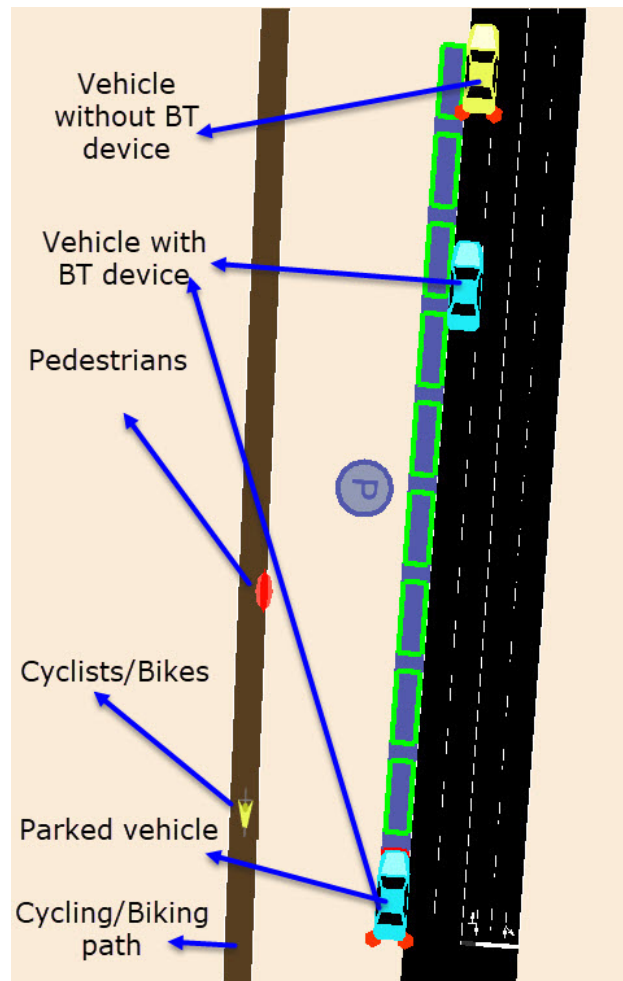 Vehicle
without BT
device
Vehicle with
BT device
Pedestrians
P
Cyclists/Bikes
Parked vehicle
Cycling/Biking
path